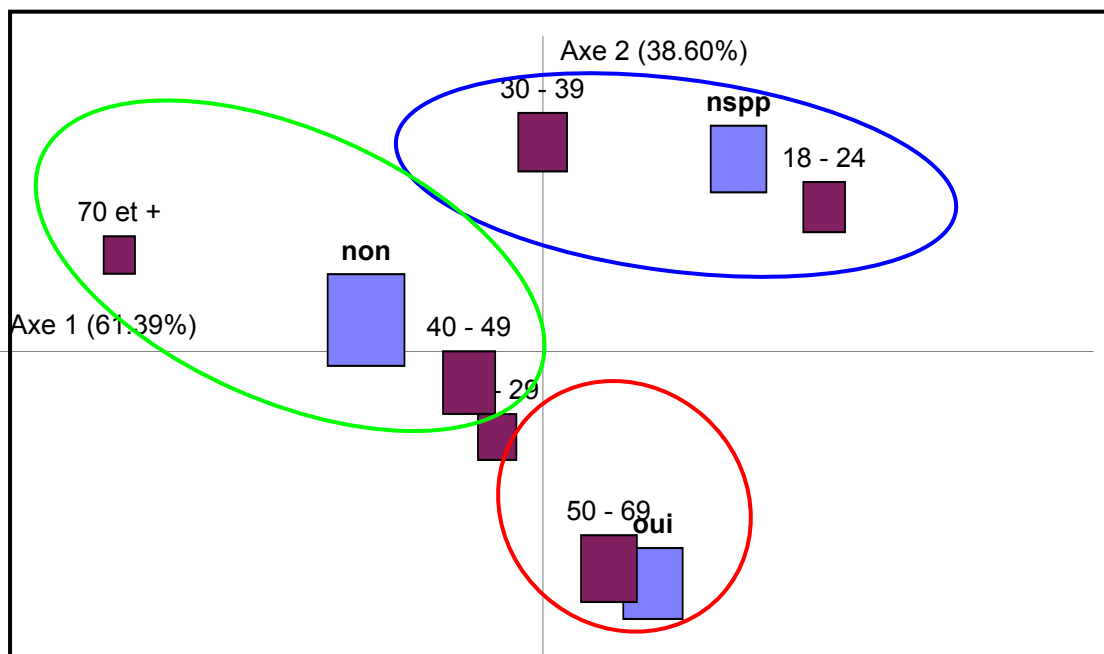 Axe 2 (38.60%)
30 - 39
nspp
18 - 24
70 et +
non
Axe 1 (61.39%)
40 - 49
- 29
50 - 69
oui